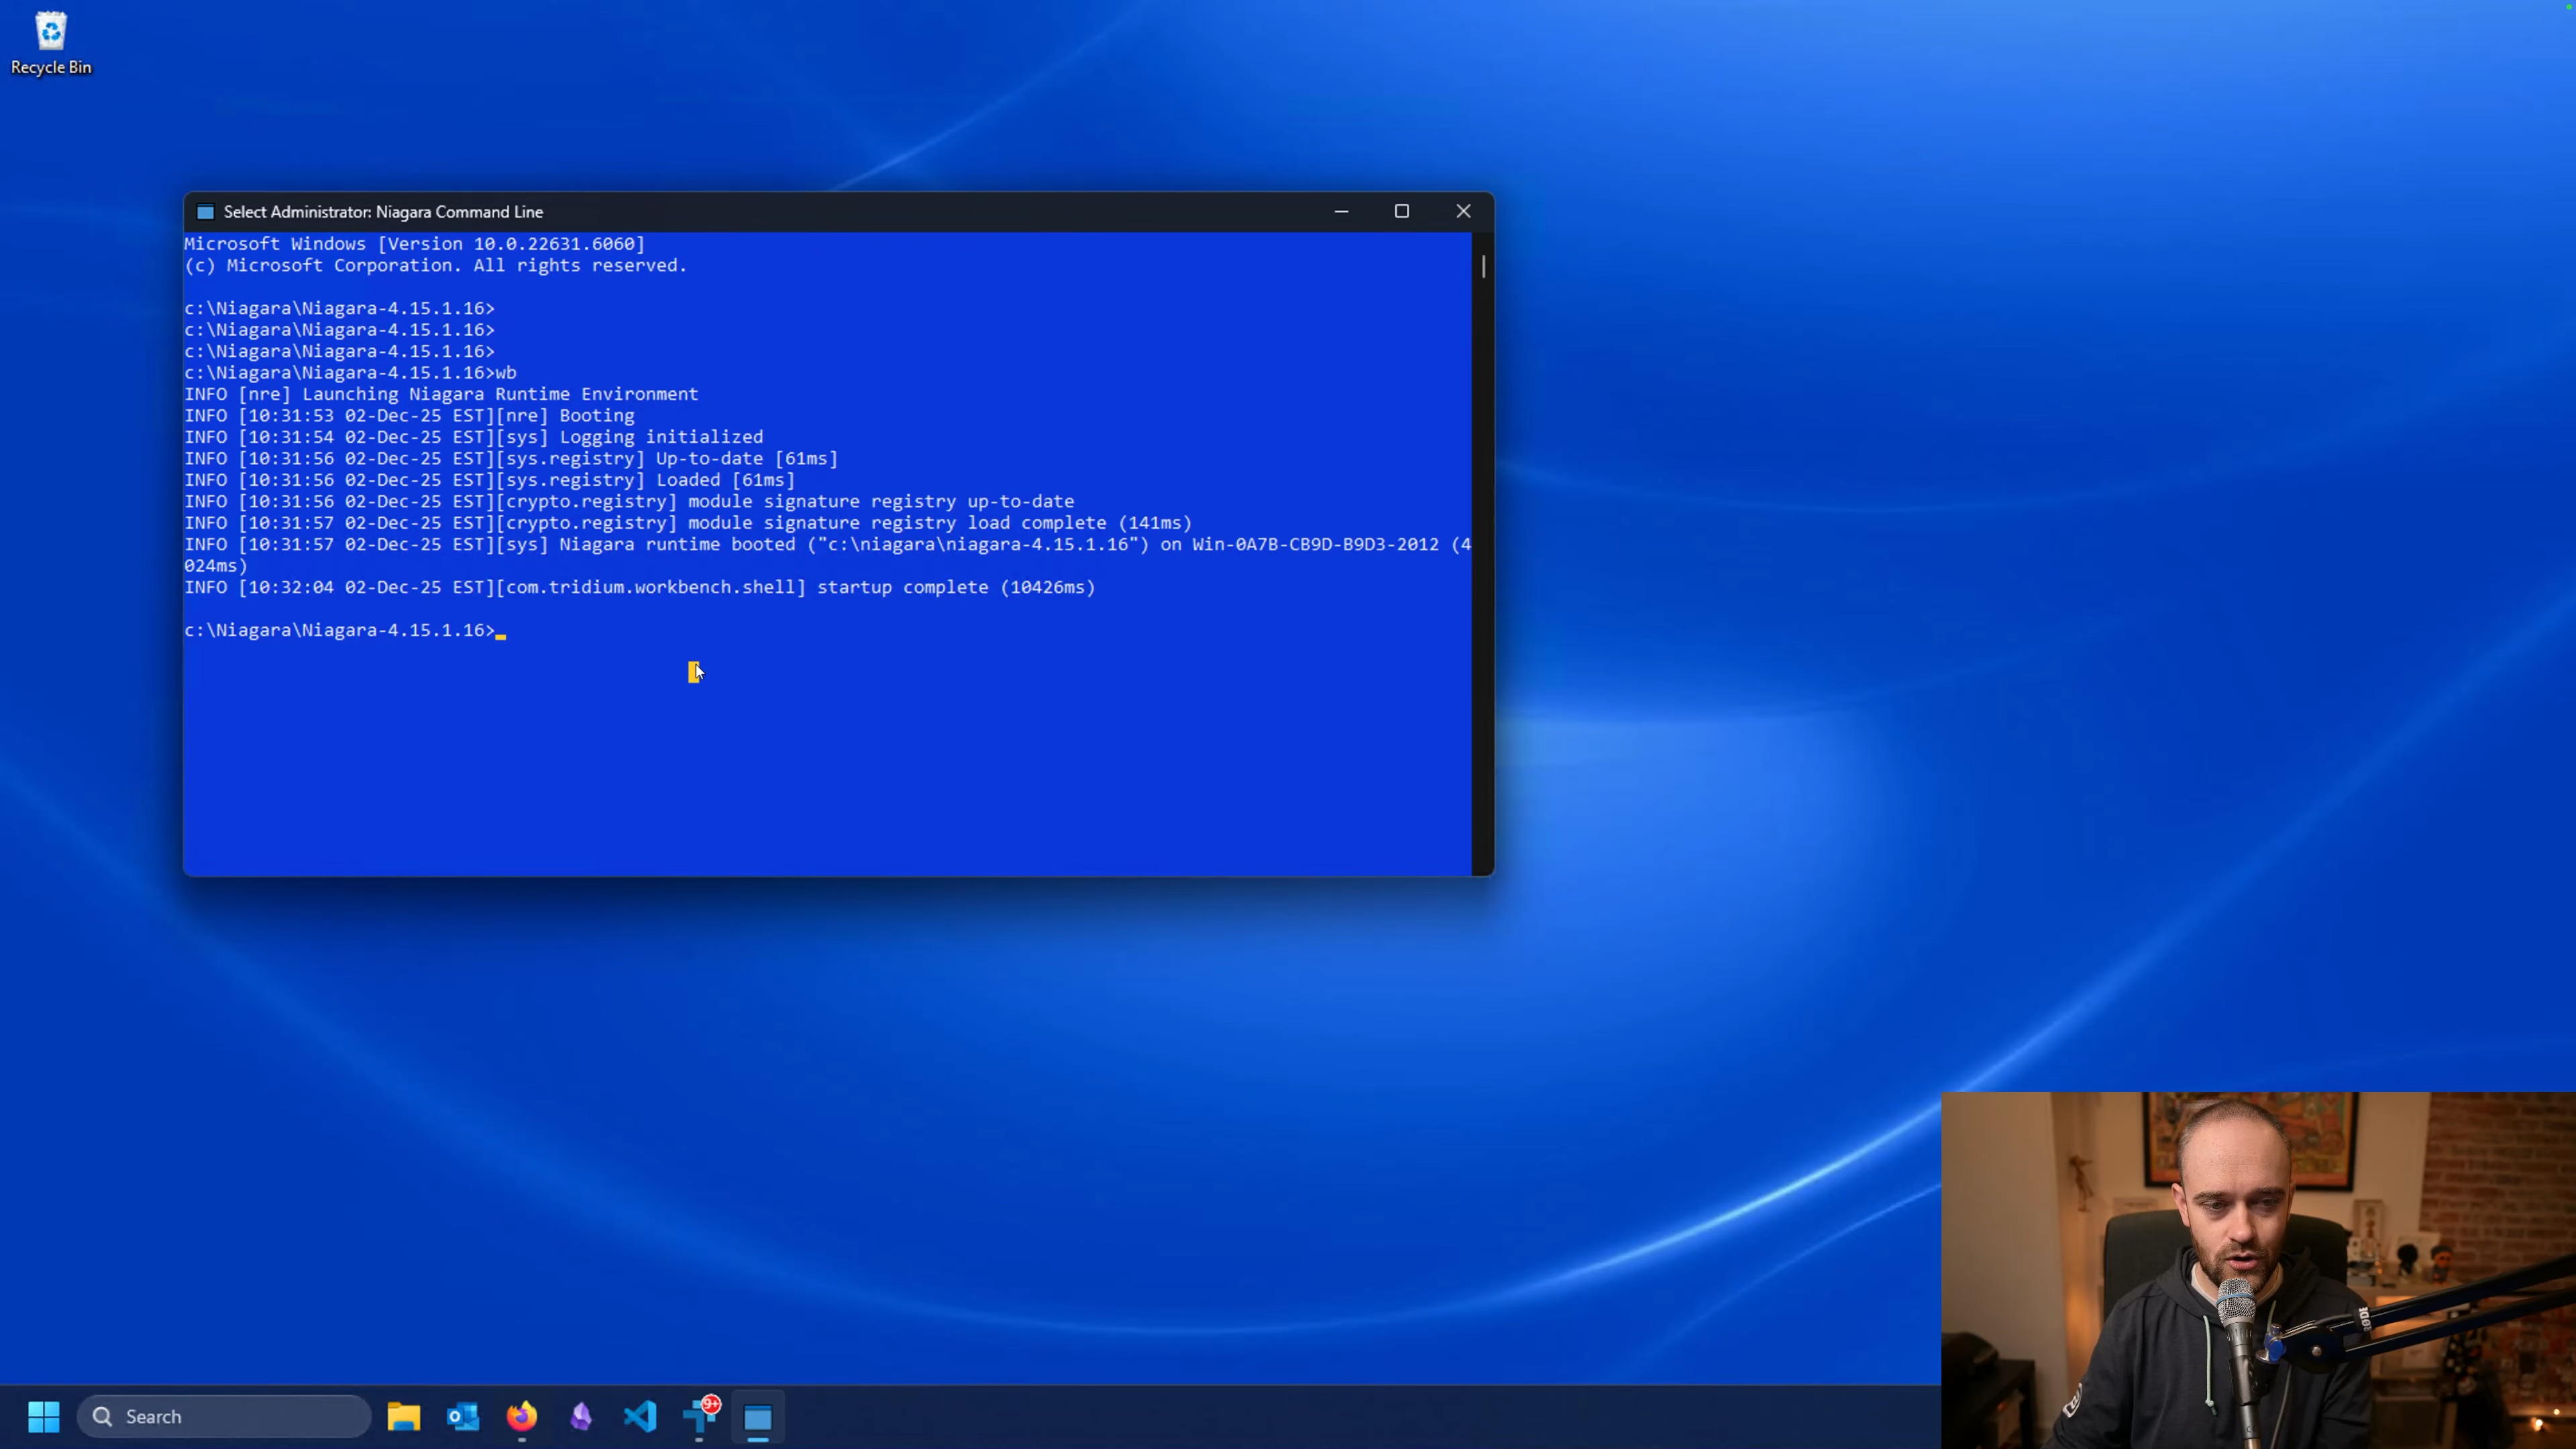 Recycle Bin
Select Administrator: Niagara Command Line
Microsoft Windows [Version 10.0.22631.6060]
(c) Microsoft Corporation. All rights reserved.
c:\Niagara\Niagara-4.15.1.16>
c:\Niagara\Niagara-4.15.1.16>
c:\Niagara\Niagara-4.15.1.16>
c:\Niagara\Niagara-4.15.1.16>wb
INFO [nre] Launching Niagara Runtime Environment
INFO [10:31:53 02-Dec-25 EST][nre] Booting
INFO [10:31:54 02-Dec-25 EST][sys] Logging initialized
INFO [10:31:56 02-Dec-25 EST][sys.registry] Up-to-date [61ms]
INFO [10:31:56 02-Dec-25 EST][sys.registry] Loaded [61ms]
INFO [10:31:56 02-Dec-25 EST][crypto.registry] module signature registry up-to-date
INFO [10:31:57 02-Dec-25 EST][crypto.registry] module signature registry load complete (141ms)
INFO [10:31:57 02-Dec-25 EST][sys] Niagara runtime booted ("c:\niagara\niagara-4.15.1.16") on Win-0A7B-CB9D-B9D3-2012 (4
024ms)
INFO [10:32:04 02-Dec-25 EST][com.tridium.workbench.shell] startup complete (10426ms)
c:\Niagara\Niagara-4.15.1.16>
RØDE
Search
9+